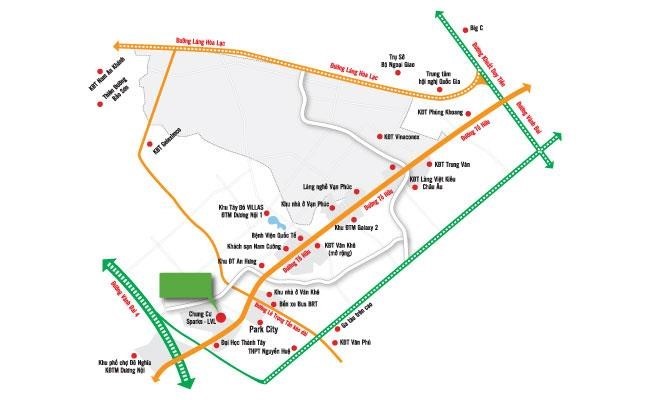 Big C
Đường Láng Hòa Lạc
Đường Khuất Duy Tiến
Trụ Sở
Bộ Ngoại Giao
Đường Láng Hòa Lạc
KĐT Nam An Khánh
Trung tâm
hội nghị Quốc Gia
Thiên Đường
Bảo Sơn
KĐT Phùng Khoang
Đường Vành Đai
Đường Tố Hữu
KĐT Vinaconex
KĐT Geleximco
KĐT Trung Văn
KĐT Làng Việt Kiều
Châu Âu
Làng nghề Vạn Phúc
Đường Tố Hữu
Khu nhà ở Vạn Phúc
Khu Tây Đô VILLAS
ĐTM Dương Nội 1
Khu ĐTM Galaxy 2
Bệnh Viện Quốc Tế
Khách sạn Nam Cường
KĐT Văn Khê
(mở rộng)
Khu ĐT An Hưng
Đường Tố Hữu
Đường Vành Đai 4
Khu nhà ở Văn Khê
Bến xe Bus BRT
Chung Cư
Sparks - LVL
Đường Lê Trọng Tấn kéo dài
Ga tàu trên cao
Park City
Đại Học Thành Tây
THPT Nguyễn Huệ
KĐT Văn Phú
Khu phố chợ Đô Nghĩa
KĐTM Dương Nội